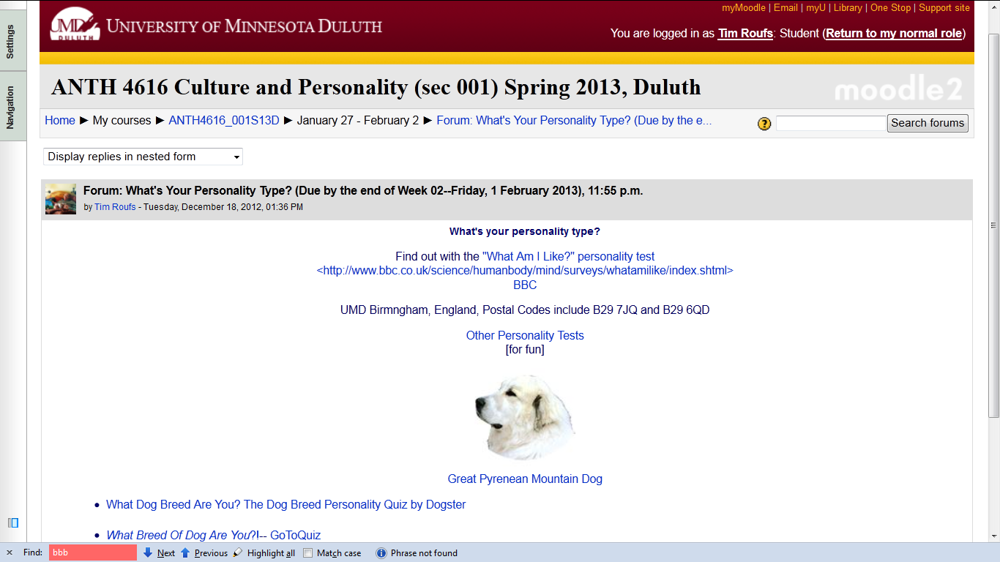 myMoodle | Email | myU | Library | One Stop | Support site
UMD
DULUTH
UNIVERSITY OF MINNESOTA DULUTH
You are logged in as Tim Roufs: Student (Return to my normal role)
Settings
Navigation
ANTH 4616 Culture and Personality (sec 001) Spring 2013, Duluth
moodle2
Home ► My courses ► ANTH4616_001S13D ► January 27 - February 2 ► Forum: What's Your Personality Type? (Due by the e...
Search forums
Display replies in nested form
Forum: What's Your Personality Type? (Due by the end of Week 02--Friday, 1 February 2013), 11:55 p.m.
by Tim Roufs - Tuesday, December 18, 2012, 01:36 PM
What's your personality type?
Find out with the "What Am I Like?" personality test
<http://www.bbc.co.uk/science/humanbody/mind/surveys/whatamilike/index.shtml>
BBC
UMD Birmngham, England, Postal Codes include B29 7JQ and B29 6QD
Other Personality Tests
[for fun]
Great Pyrenean Mountain Dog
• What Dog Breed Are You? The Dog Breed Personality Quiz by Dogster
• What Breed Of Dog Are You?!-- GoToQuiz
× Find: bbb Next Previous Highlight all Match case Phrase not found